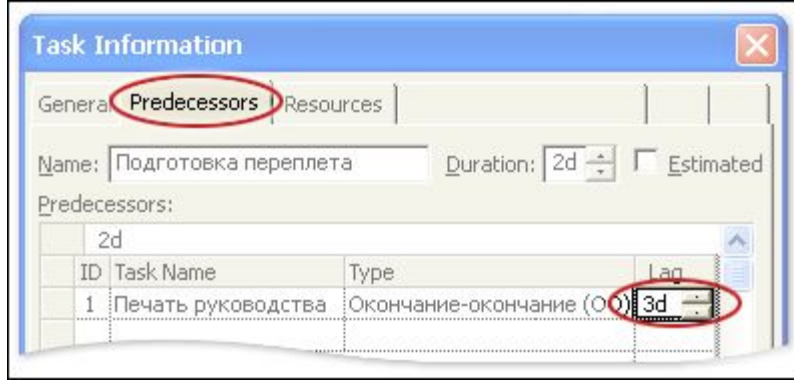 Task Information
General Predecessors Resources
Name: Подготовка переплета Duration: 2d Estimated
Predecessors:
2d
ID Task Name Type Lag
1 Печать руководства Окончание-окончание (ОО) 3d